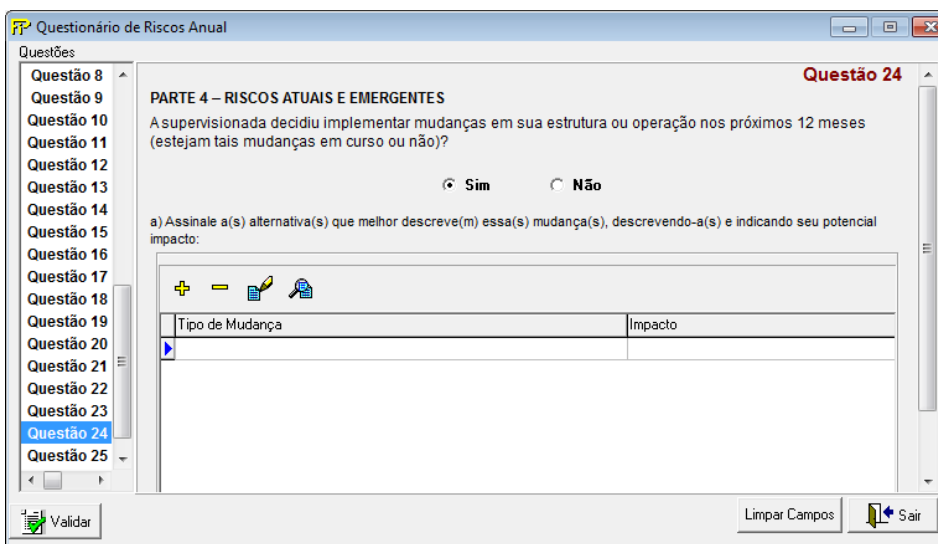 Questionário de Riscos Anual
Questões
Questão 8
Questão 9
Questão 10
Questão 11
Questão 12
Questão 13
Questão 14
Questão 15
Questão 16
Questão 17
Questão 18
Questão 19
Questão 20
Questão 21
Questão 22
Questão 23
Questão 24
Questão 25
Questão 24
PARTE 4 – RISCOS ATUAIS E EMERGENTES
A supervisionada decidiu implementar mudanças em sua estrutura ou operação nos próximos 12 meses
(estejam tais mudanças em curso ou não)?
Sim Não
a) Assinale a(s) alternativa(s) que melhor descreve(m) essa(s) mudança(s), descrevendo-a(s) e indicando seu potencial
impacto:
Tipo de Mudança Impacto
Validar Limpar Campos Sair